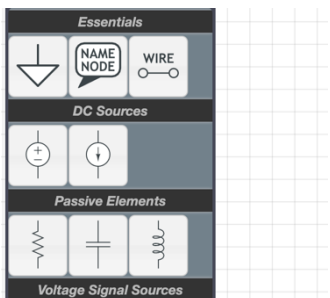 Essentials
NAME
NODE
WIRE
DC Sources
Passive Elements
Voltage Signal Sources